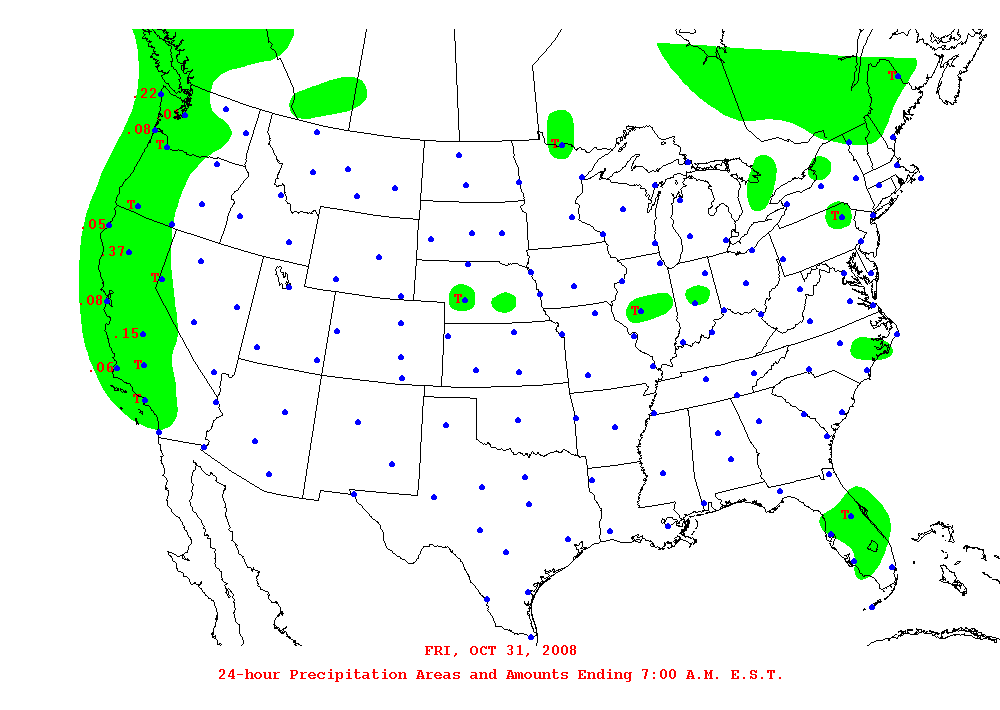 T
.22
.0
.08
T
T
T
.05
T
.37
T
.08
T
T
.15
T
.06
T
T
FRI, OCT 31, 2008
24-hour Precipitation Areas and Amounts Ending 7:00 A.M. E.S.T.